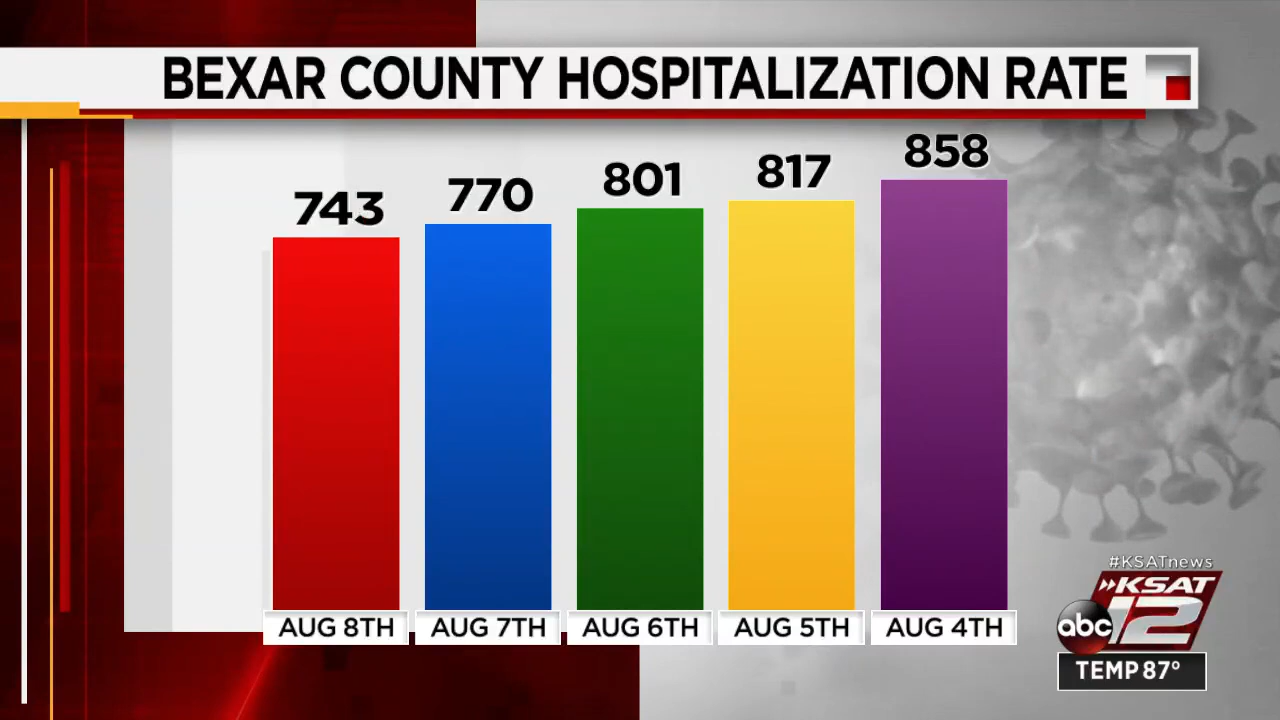 BEXAR COUNTY HOSPITALIZATION RATE
743
770
801
817
858
AUG 8TH
AUG 7TH
AUG 6TH
AUG 5TH
AUG 4TH
#KSATnews
KSAT
abc 12
TEMP 87°